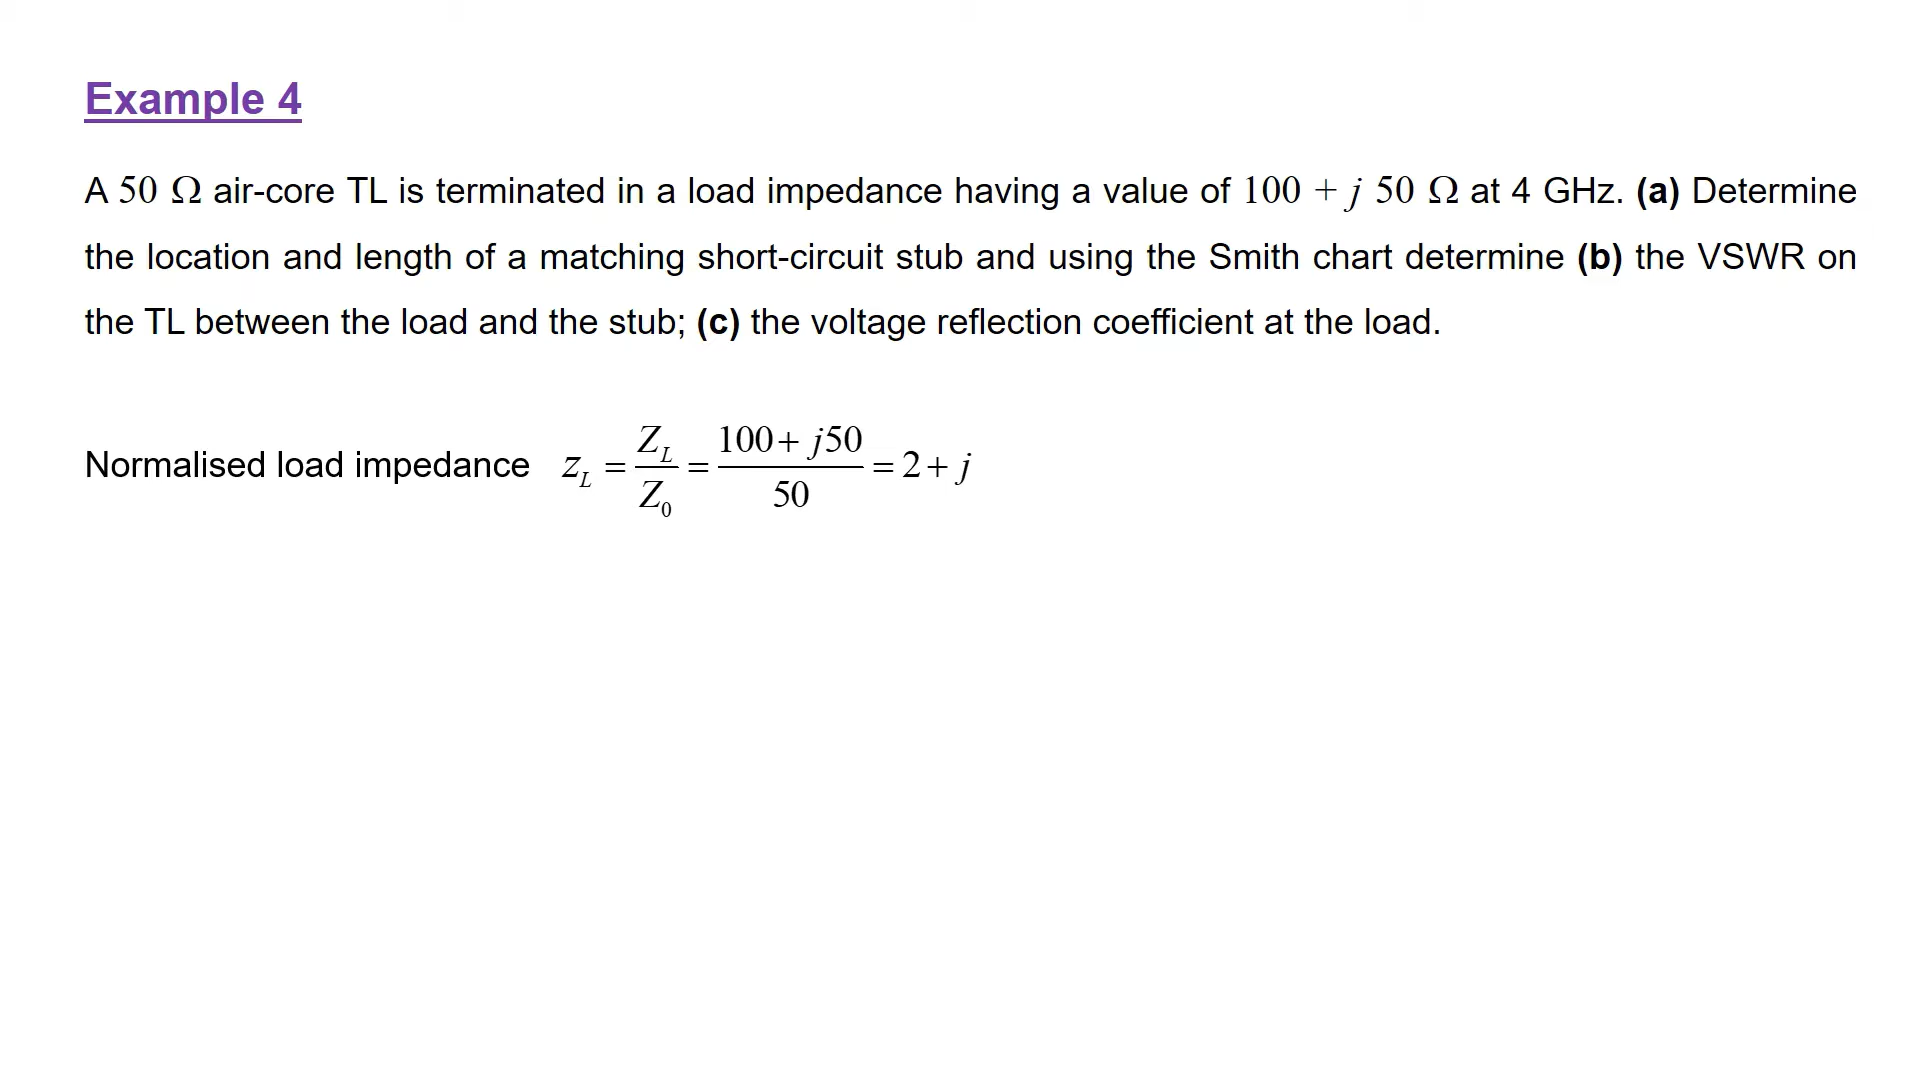 Example 4
A 50 Ω air-core TL is terminated in a load impedance having a value of 100 + j 50 Ω at 4 GHz. (a) Determine
the location and length of a matching short-circuit stub and using the Smith chart determine (b) the VSWR on
the TL between the load and the stub; (c) the voltage reflection coefficient at the load.
Normalised load impedance z_L = Z_L / Z_0 = (100 + j50) / 50 = 2 + j